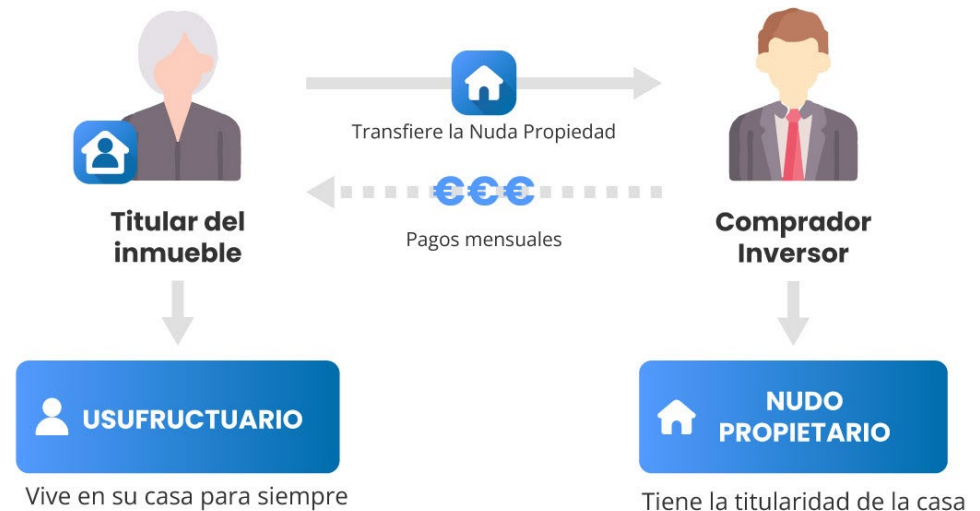 Transfiere la Nuda Propiedad
€€€
Pagos mensuales
Titular del
inmueble
Comprador
Inversor
USUFRUCTUARIO
NUDO
PROPIETARIO
Vive en su casa para siempre
Tiene la titularidad de la casa